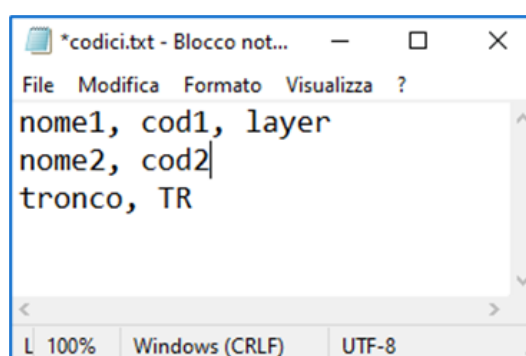 *codici.txt - Blocco not...
File Modifica Formato Visualizza ?
nome1, cod1, layer
nome2, cod2
tronco, TR
L 100% Windows (CRLF) UTF-8